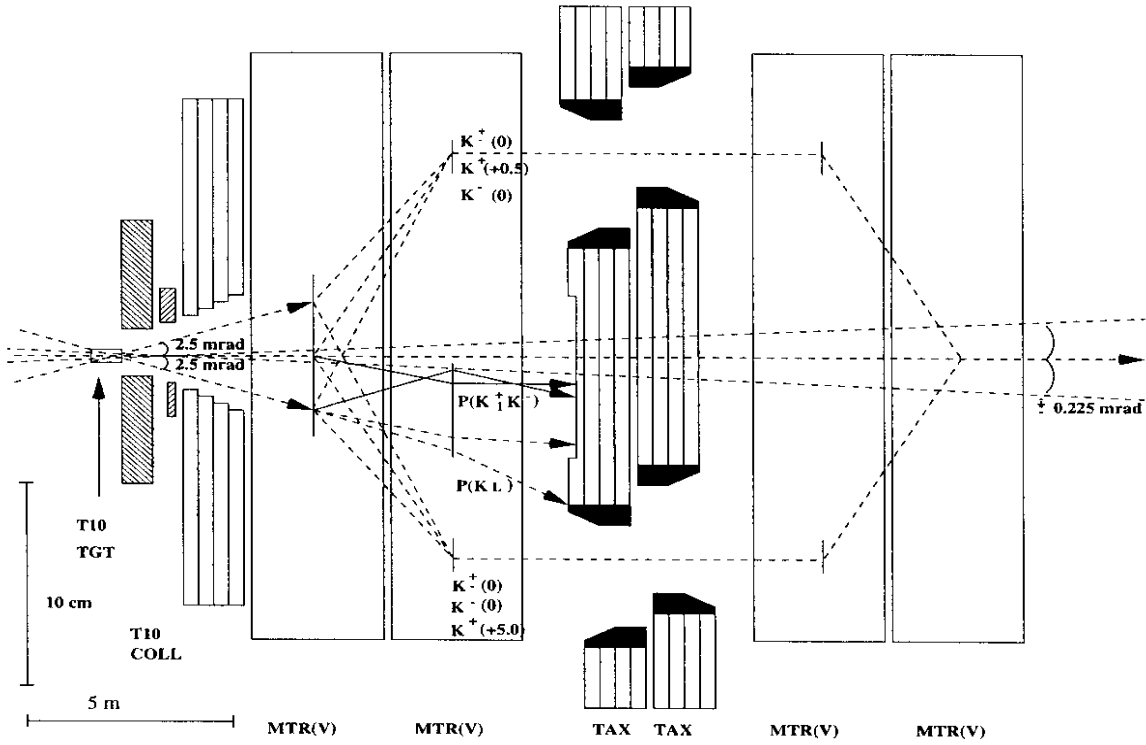 K±(0)
K+(+0.5)
K-(0)
2.5 mrad
2.5 mrad
P(K+1K-)
± 0.225 mrad
P(KL)
T10
TGT
K±(0)
K-(0)
K+(+5.0)
10 cm
T10
COLL
5 m
MTR(V)
MTR(V)
TAX
TAX
MTR(V)
MTR(V)